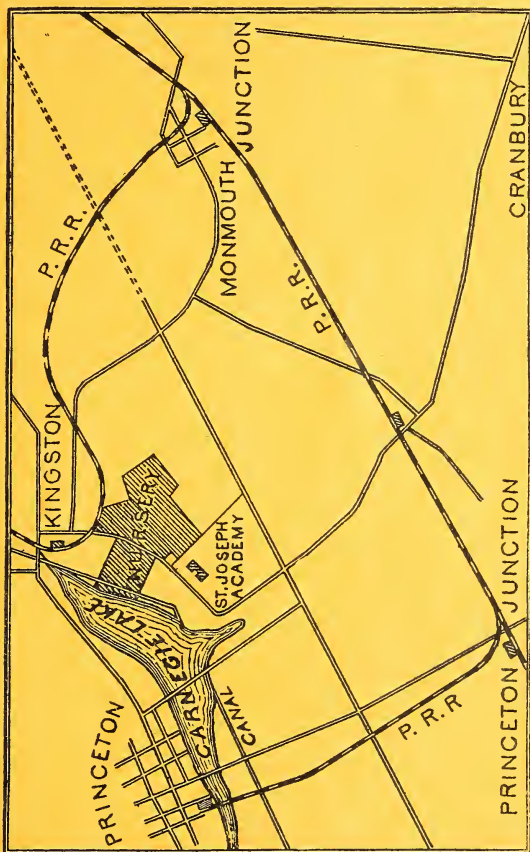 KINGSTON
P. R. R.
MONMOUTH
JUNCTION
NURSERY
ST. JOSEPH
ACADEMY
CARNEGIE LAKE
CANAL
PRINCETON
P. R. R.
P. R. R
PRINCETON JUNCTION
CRANBURY